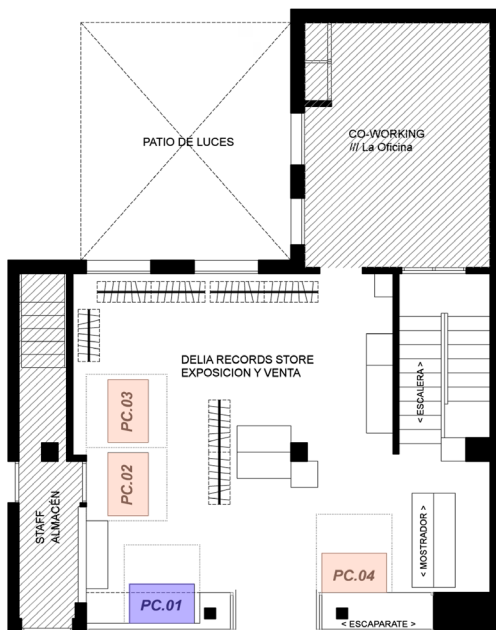 CO-WORKING
/// La Oficina
PATIO DE LUCES
DELIA RECORDS STORE
EXPOSICION Y VENTA
< ESCALERA >
PC.03
PC.02
STAFF
ALMACÉN
< MOSTRADOR >
PC.04
PC.01
< ESCAPARATE >